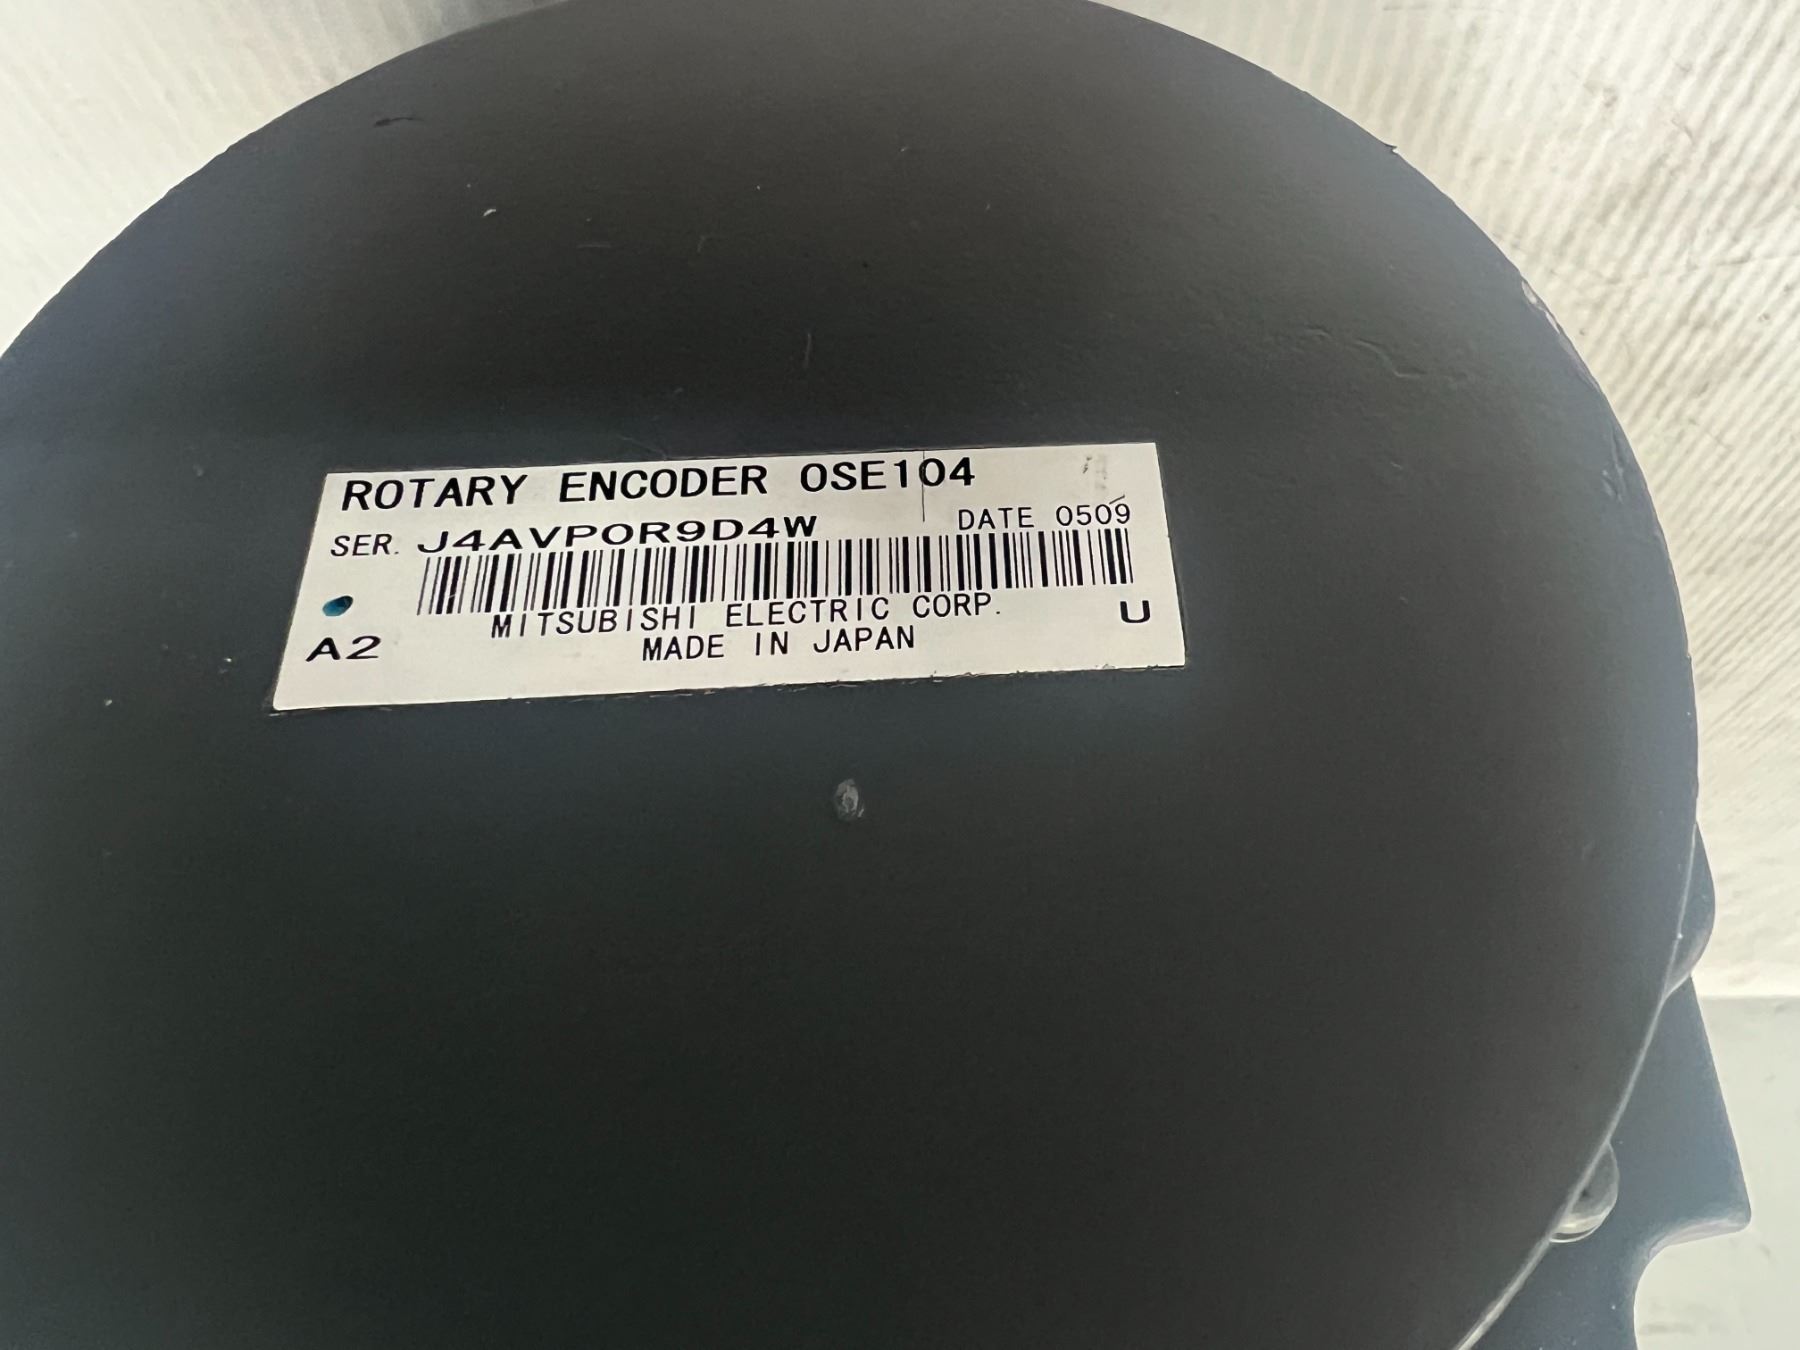 ROTARY ENCODER OSE104
SER. J4AVP0R9D4W DATE 0509
MITSUBISHI ELECTRIC CORP.
A2 MADE IN JAPAN U